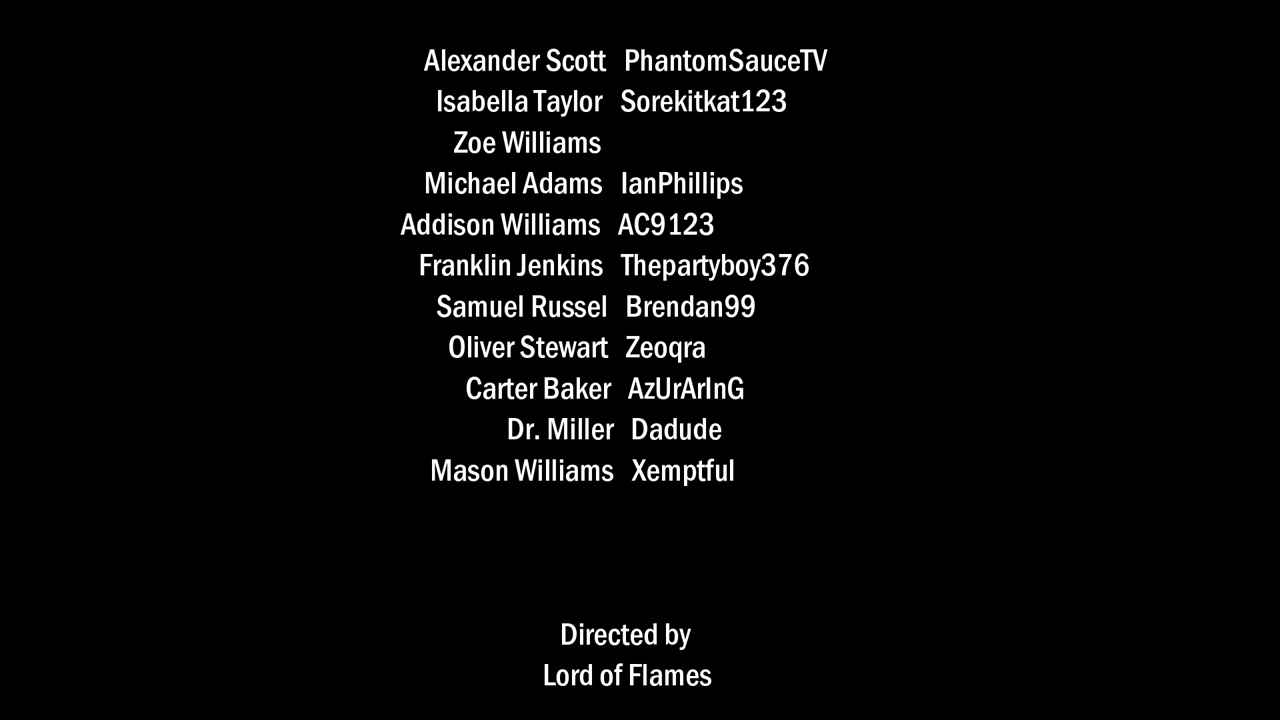 Alexander Scott PhantomSauceTV
Isabella Taylor Sorekitkat123
Zoe Williams
Michael Adams IanPhillips
Addison Williams AC9123
Franklin Jenkins Thepartyboy376
Samuel Russel Brendan99
Oliver Stewart Zeoqra
Carter Baker AzUrArInG
Dr. Miller Dadude
Mason Williams Xemptful
Directed by
Lord of Flames